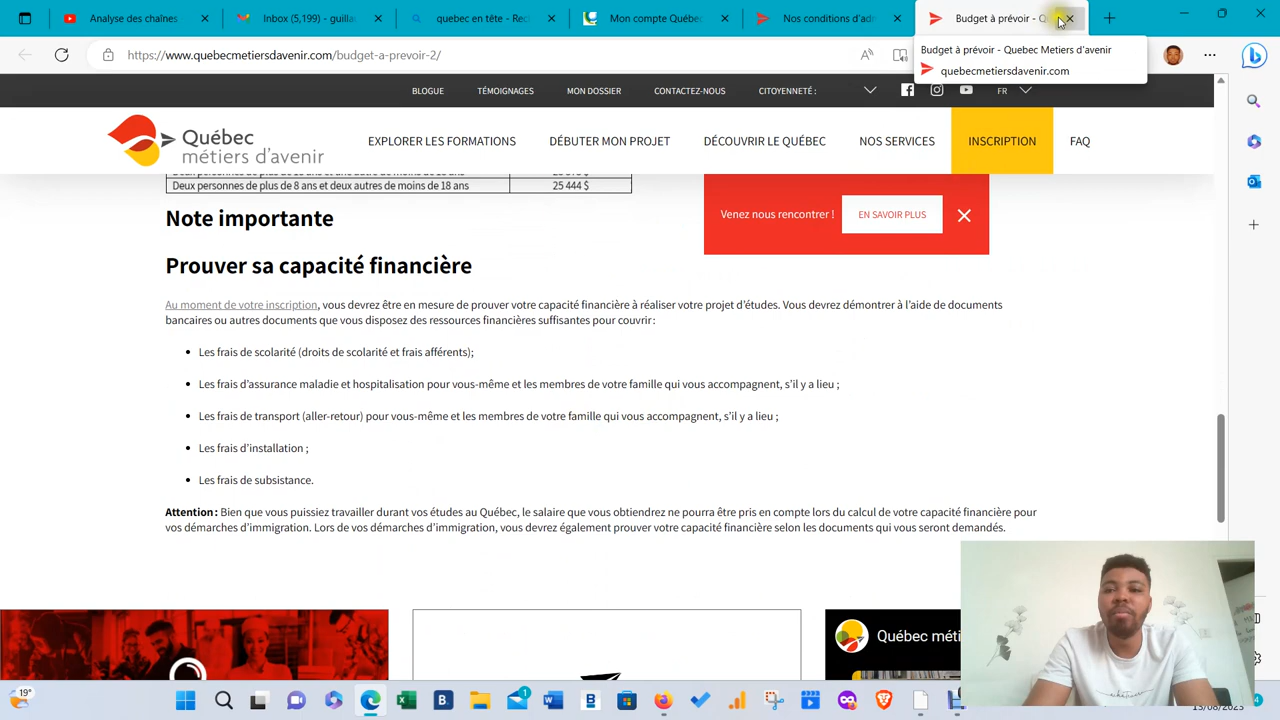 Analyse des chaînes
Inbox (5,199) - guilla
quebec en tête - Rec
Mon compte Québec
Nos conditions d'adm
Budget à prévoir - Q
https://www.quebecmetiersdavenir.com/budget-a-prevoir-2/
Budget à prévoir - Quebec Metiers d'avenir
quebecmetiersdavenir.com
BLOGUE
TÉMOIGNAGES
MON DOSSIER
CONTACTEZ-NOUS
CITOYENNETÉ :
FR
Québec
métiers d'avenir
EXPLORER LES FORMATIONS
DÉBUTER MON PROJET
DÉCOUVRIR LE QUÉBEC
NOS SERVICES
INSCRIPTION
FAQ
Deux personnes de plus de 8 ans et deux autres de moins de 18 ans
25 444 $
Venez nous rencontrer !
EN SAVOIR PLUS
Note importante
Prouver sa capacité financière
Au moment de votre inscription, vous devrez être en mesure de prouver votre capacité financière à réaliser votre projet d'études. Vous devrez démontrer à l'aide de documents
bancaires ou autres documents que vous disposez des ressources financières suffisantes pour couvrir :
• Les frais de scolarité (droits de scolarité et frais afférents);
• Les frais d'assurance maladie et hospitalisation pour vous-même et les membres de votre famille qui vous accompagnent, s'il y a lieu ;
• Les frais de transport (aller-retour) pour vous-même et les membres de votre famille qui vous accompagnent, s'il y a lieu ;
• Les frais d'installation ;
• Les frais de subsistance.
Attention : Bien que vous puissiez travailler durant vos études au Québec, le salaire que vous obtiendrez ne pourra être pris en compte lors du calcul de votre capacité financière pour
vos démarches d'immigration. Lors de vos démarches d'immigration, vous devrez également prouver votre capacité financière selon les documents qui vous seront demandés.
Québec méti
19°
1
15/08/2023